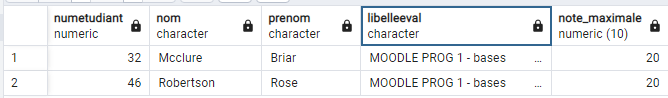 numetudiant nom prenom libelleeval note_maximale
numeric character character character numeric (10)
1 32 Mcclure Briar MOODLE PROG 1 - bases ... 20
2 46 Robertson Rose MOODLE PROG 1 - bases ... 20